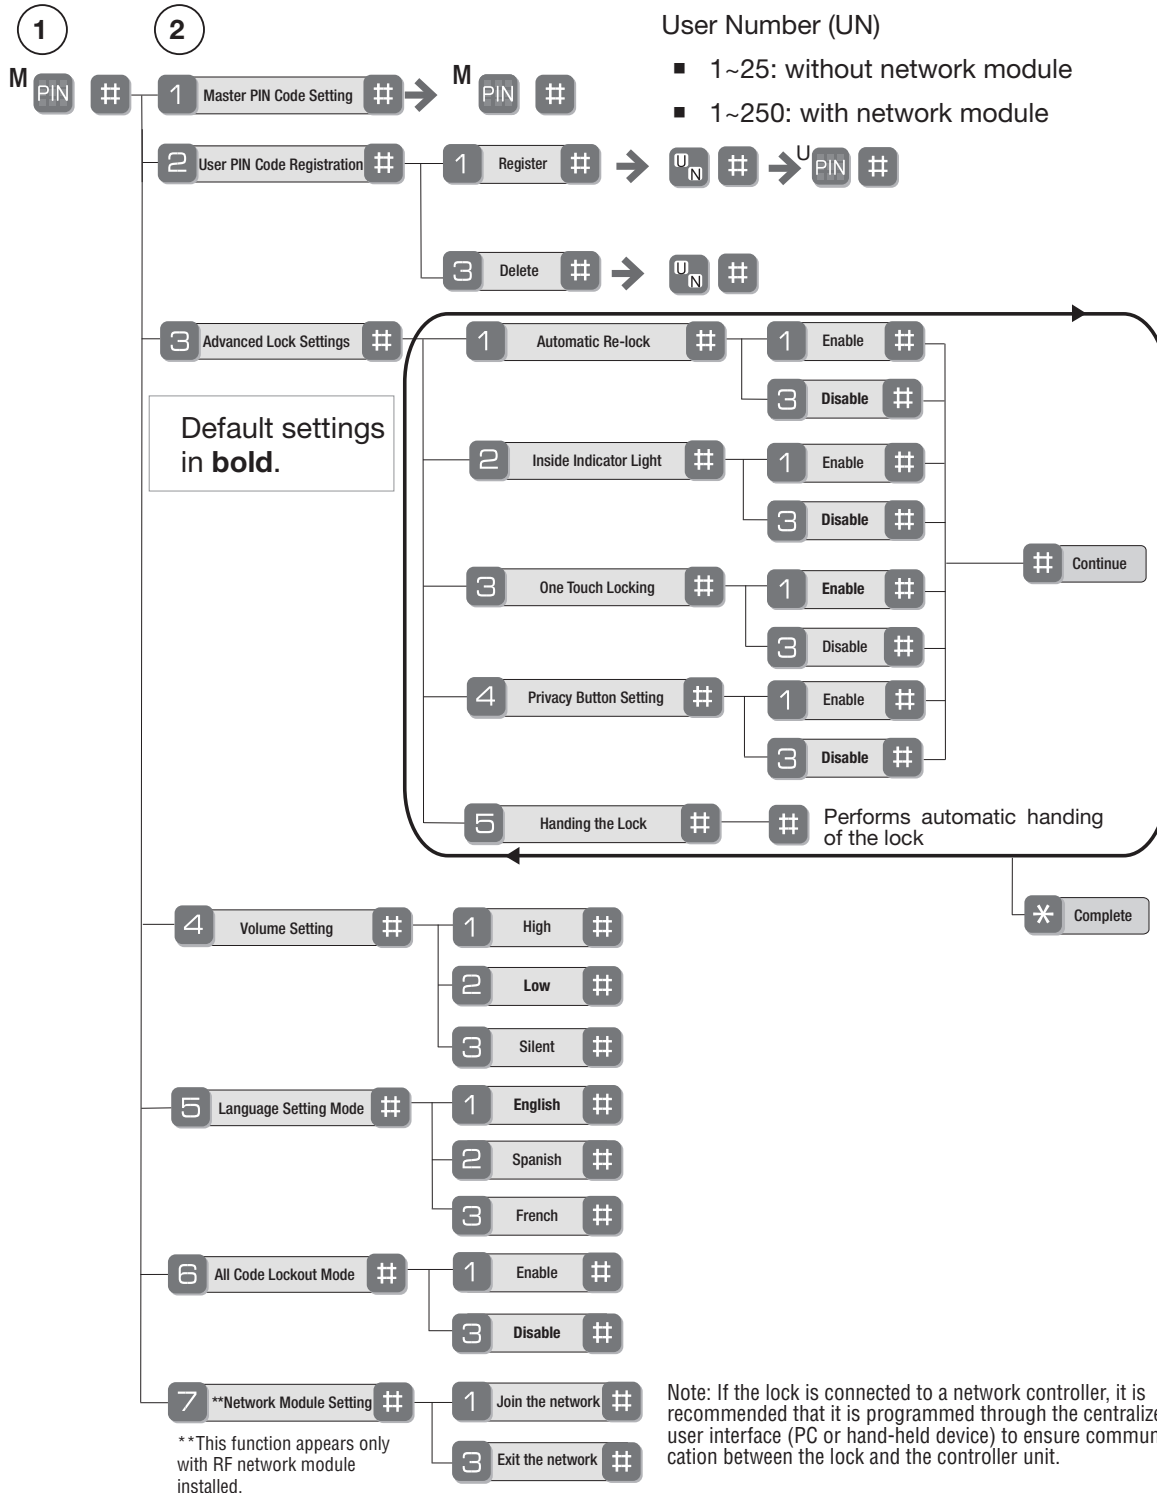 1 2
User Number (UN)
▪ 1~25: without network module
▪ 1~250: with network module
M PIN # 1 Master PIN Code Setting # M PIN #
2 User PIN Code Registration # 1 Register # UN # U PIN #
3 Delete # UN #
3 Advanced Lock Settings # 1 Automatic Re-lock # 1 Enable #
3 Disable #
Default settings
in bold.
2 Inside Indicator Light # 1 Enable #
3 Disable #
# Continue
3 One Touch Locking # 1 Enable #
3 Disable #
4 Privacy Button Setting # 1 Enable #
3 Disable #
5 Handing the Lock # # Performs automatic handing
of the lock
* Complete
4 Volume Setting # 1 High #
2 Low #
3 Silent #
5 Language Setting Mode # 1 English #
2 Spanish #
3 French #
6 All Code Lockout Mode # 1 Enable #
3 Disable #
7 **Network Module Setting # 1 Join the network #
3 Exit the network #
**This function appears only
with RF network module
installed.
Note: If the lock is connected to a network controller, it is
recommended that it is programmed through the centralize
user interface (PC or hand-held device) to ensure commun
cation between the lock and the controller unit.